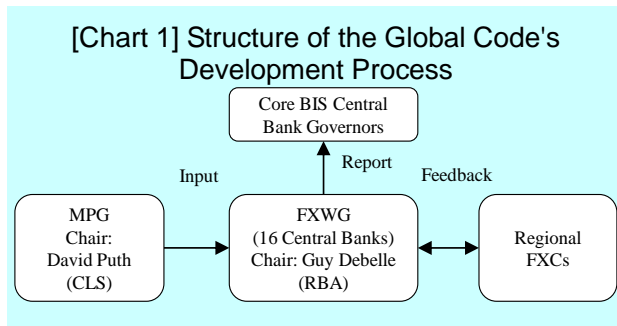 [Chart 1] Structure of the Global Code's
Development Process
Core BIS Central
Bank Governors
Input
Report
Feedback
MPG
Chair:
David Puth
(CLS)
FXWG
(16 Central Banks)
Chair: Guy Debelle
(RBA)
Regional
FXCs